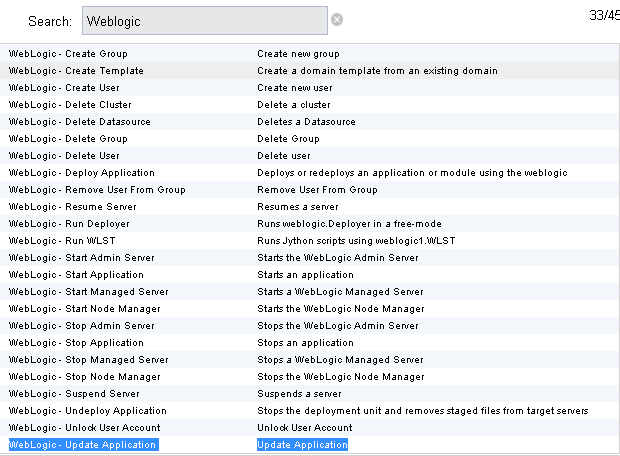 Search: Weblogic 33/45
WebLogic - Create Group Create new group
WebLogic - Create Template Create a domain template from an existing domain
WebLogic - Create User Create new user
WebLogic - Delete Cluster Delete a cluster
WebLogic - Delete Datasource Deletes a Datasource
WebLogic - Delete Group Delete Group
WebLogic - Delete User Delete user
WebLogic - Deploy Application Deploys or redeploys an application or module using the weblogic
WebLogic - Remove User From Group Remove User From Group
WebLogic - Resume Server Resumes a server
WebLogic - Run Deployer Runs weblogic.Deployer in a free-mode
WebLogic - Run WLST Runs Jython scripts using weblogic1.WLST
WebLogic - Start Admin Server Starts the WebLogic Admin Server
WebLogic - Start Application Starts an application
WebLogic - Start Managed Server Starts a WebLogic Managed Server
WebLogic - Start Node Manager Starts the WebLogic Node Manager
WebLogic - Stop Admin Server Stops the WebLogic Admin Server
WebLogic - Stop Application Stops an application
WebLogic - Stop Managed Server Stops a WebLogic Managed Server
WebLogic - Stop Node Manager Stops the WebLogic Node Manager
WebLogic - Suspend Server Suspends a server
WebLogic - Undeploy Application Stops the deployment unit and removes staged files from target servers
WebLogic - Unlock User Account Unlock User Account
WebLogic - Update Application Update Application